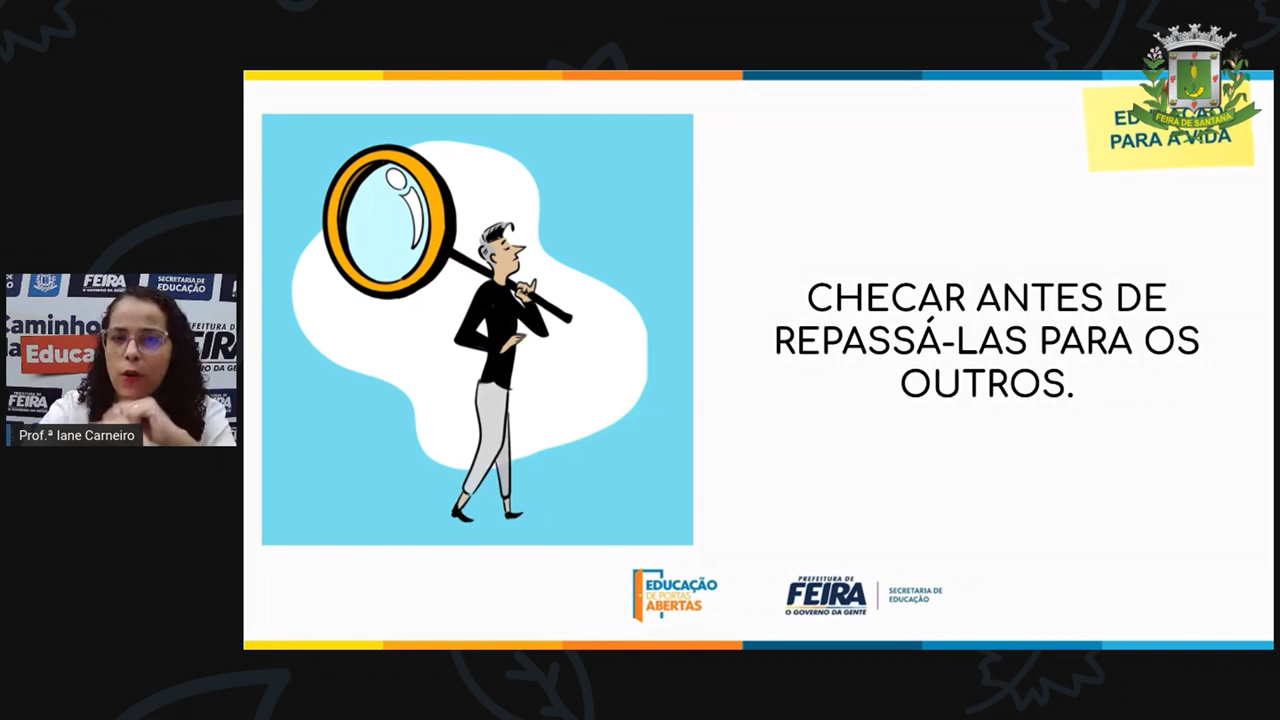 FEIRA DE SANTANA
PARA A VIDA
CHECAR ANTES DE
REPASSÁ-LAS PARA OS
OUTROS.
FEIRA
SECRETARIA DE
EDUCAÇÃO
Caminho
Educa
FEIRA
Prof.ª Iane Carneiro
EDUCAÇÃO
DE PORTAS
ABERTAS
PREFEITURA DE
FEIRA
O GOVERNO DA GENTE
SECRETARIA DE
EDUCAÇÃO